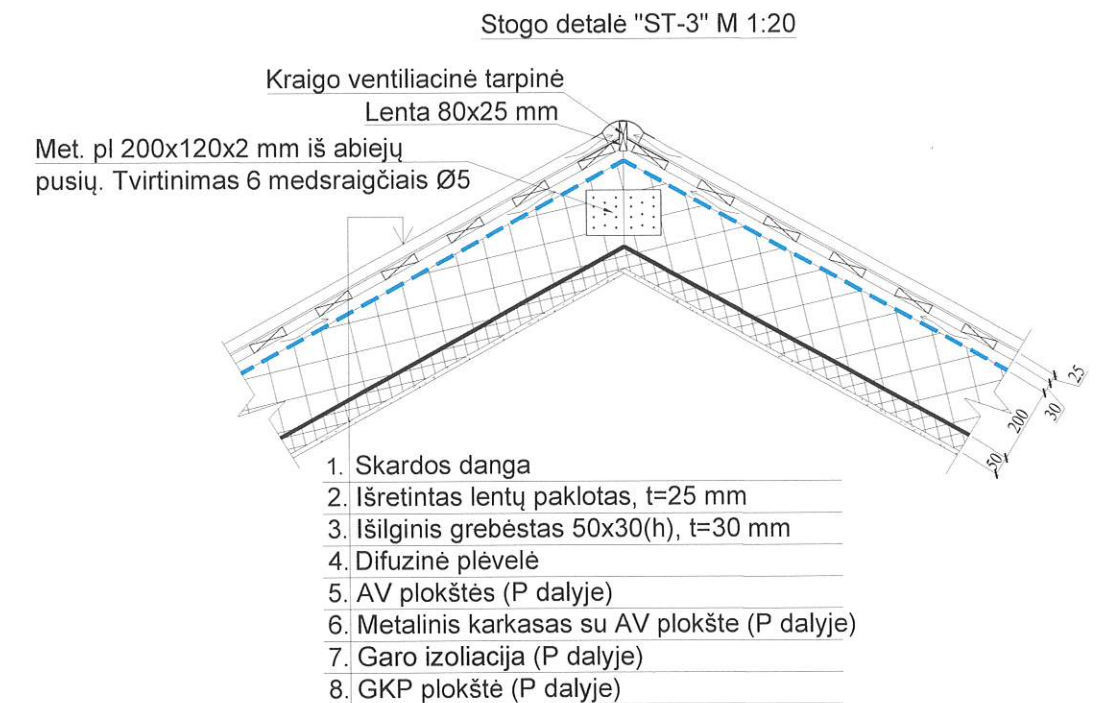 Stogo detalė "ST-3" M 1:20
Kraigo ventiliacinė tarpinė
Lenta 80x25 mm
Met. pl 200x120x2 mm iš abiejų
pusių. Tvirtinimas 6 medsraigčiais Ø5
25
30
200
50
1. Skardos danga
2. Išretintas lentų paklotas, t=25 mm
3. Išilginis grebėstas 50x30(h), t=30 mm
4. Difuzinė plėvelė
5. AV plokštės (P dalyje)
6. Metalinis karkasas su AV plokšte (P dalyje)
7. Garo izoliacija (P dalyje)
8. GKP plokštė (P dalyje)